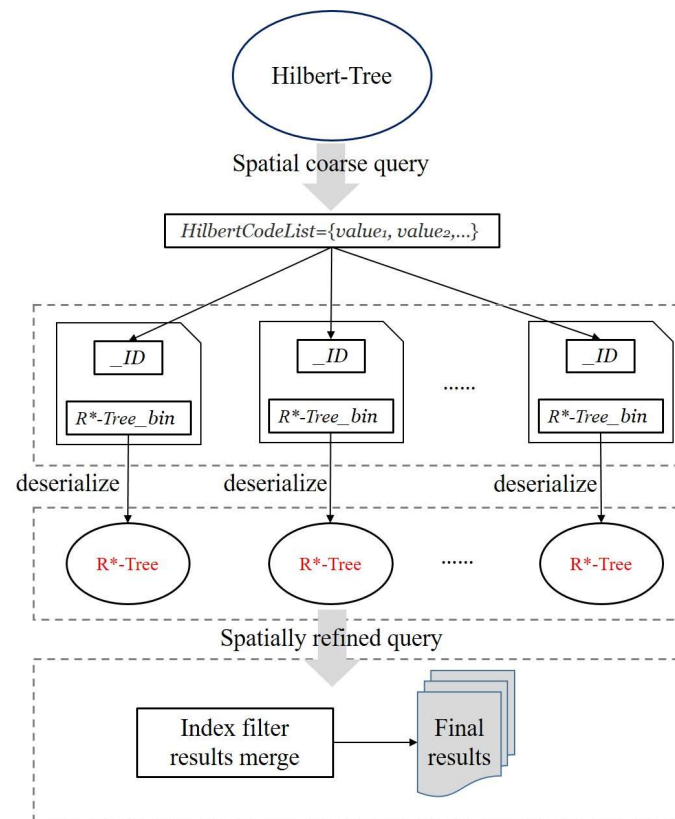 Hilbert-Tree
Spatial coarse query
HilbertCodeList={value₁, value₂,...}
_ID _ID _ID
......
R*-Tree_bin R*-Tree_bin R*-Tree_bin
deserialize deserialize deserialize
R*-Tree R*-Tree ...... R*-Tree
Spatially refined query
Index filter
results merge
Final
results